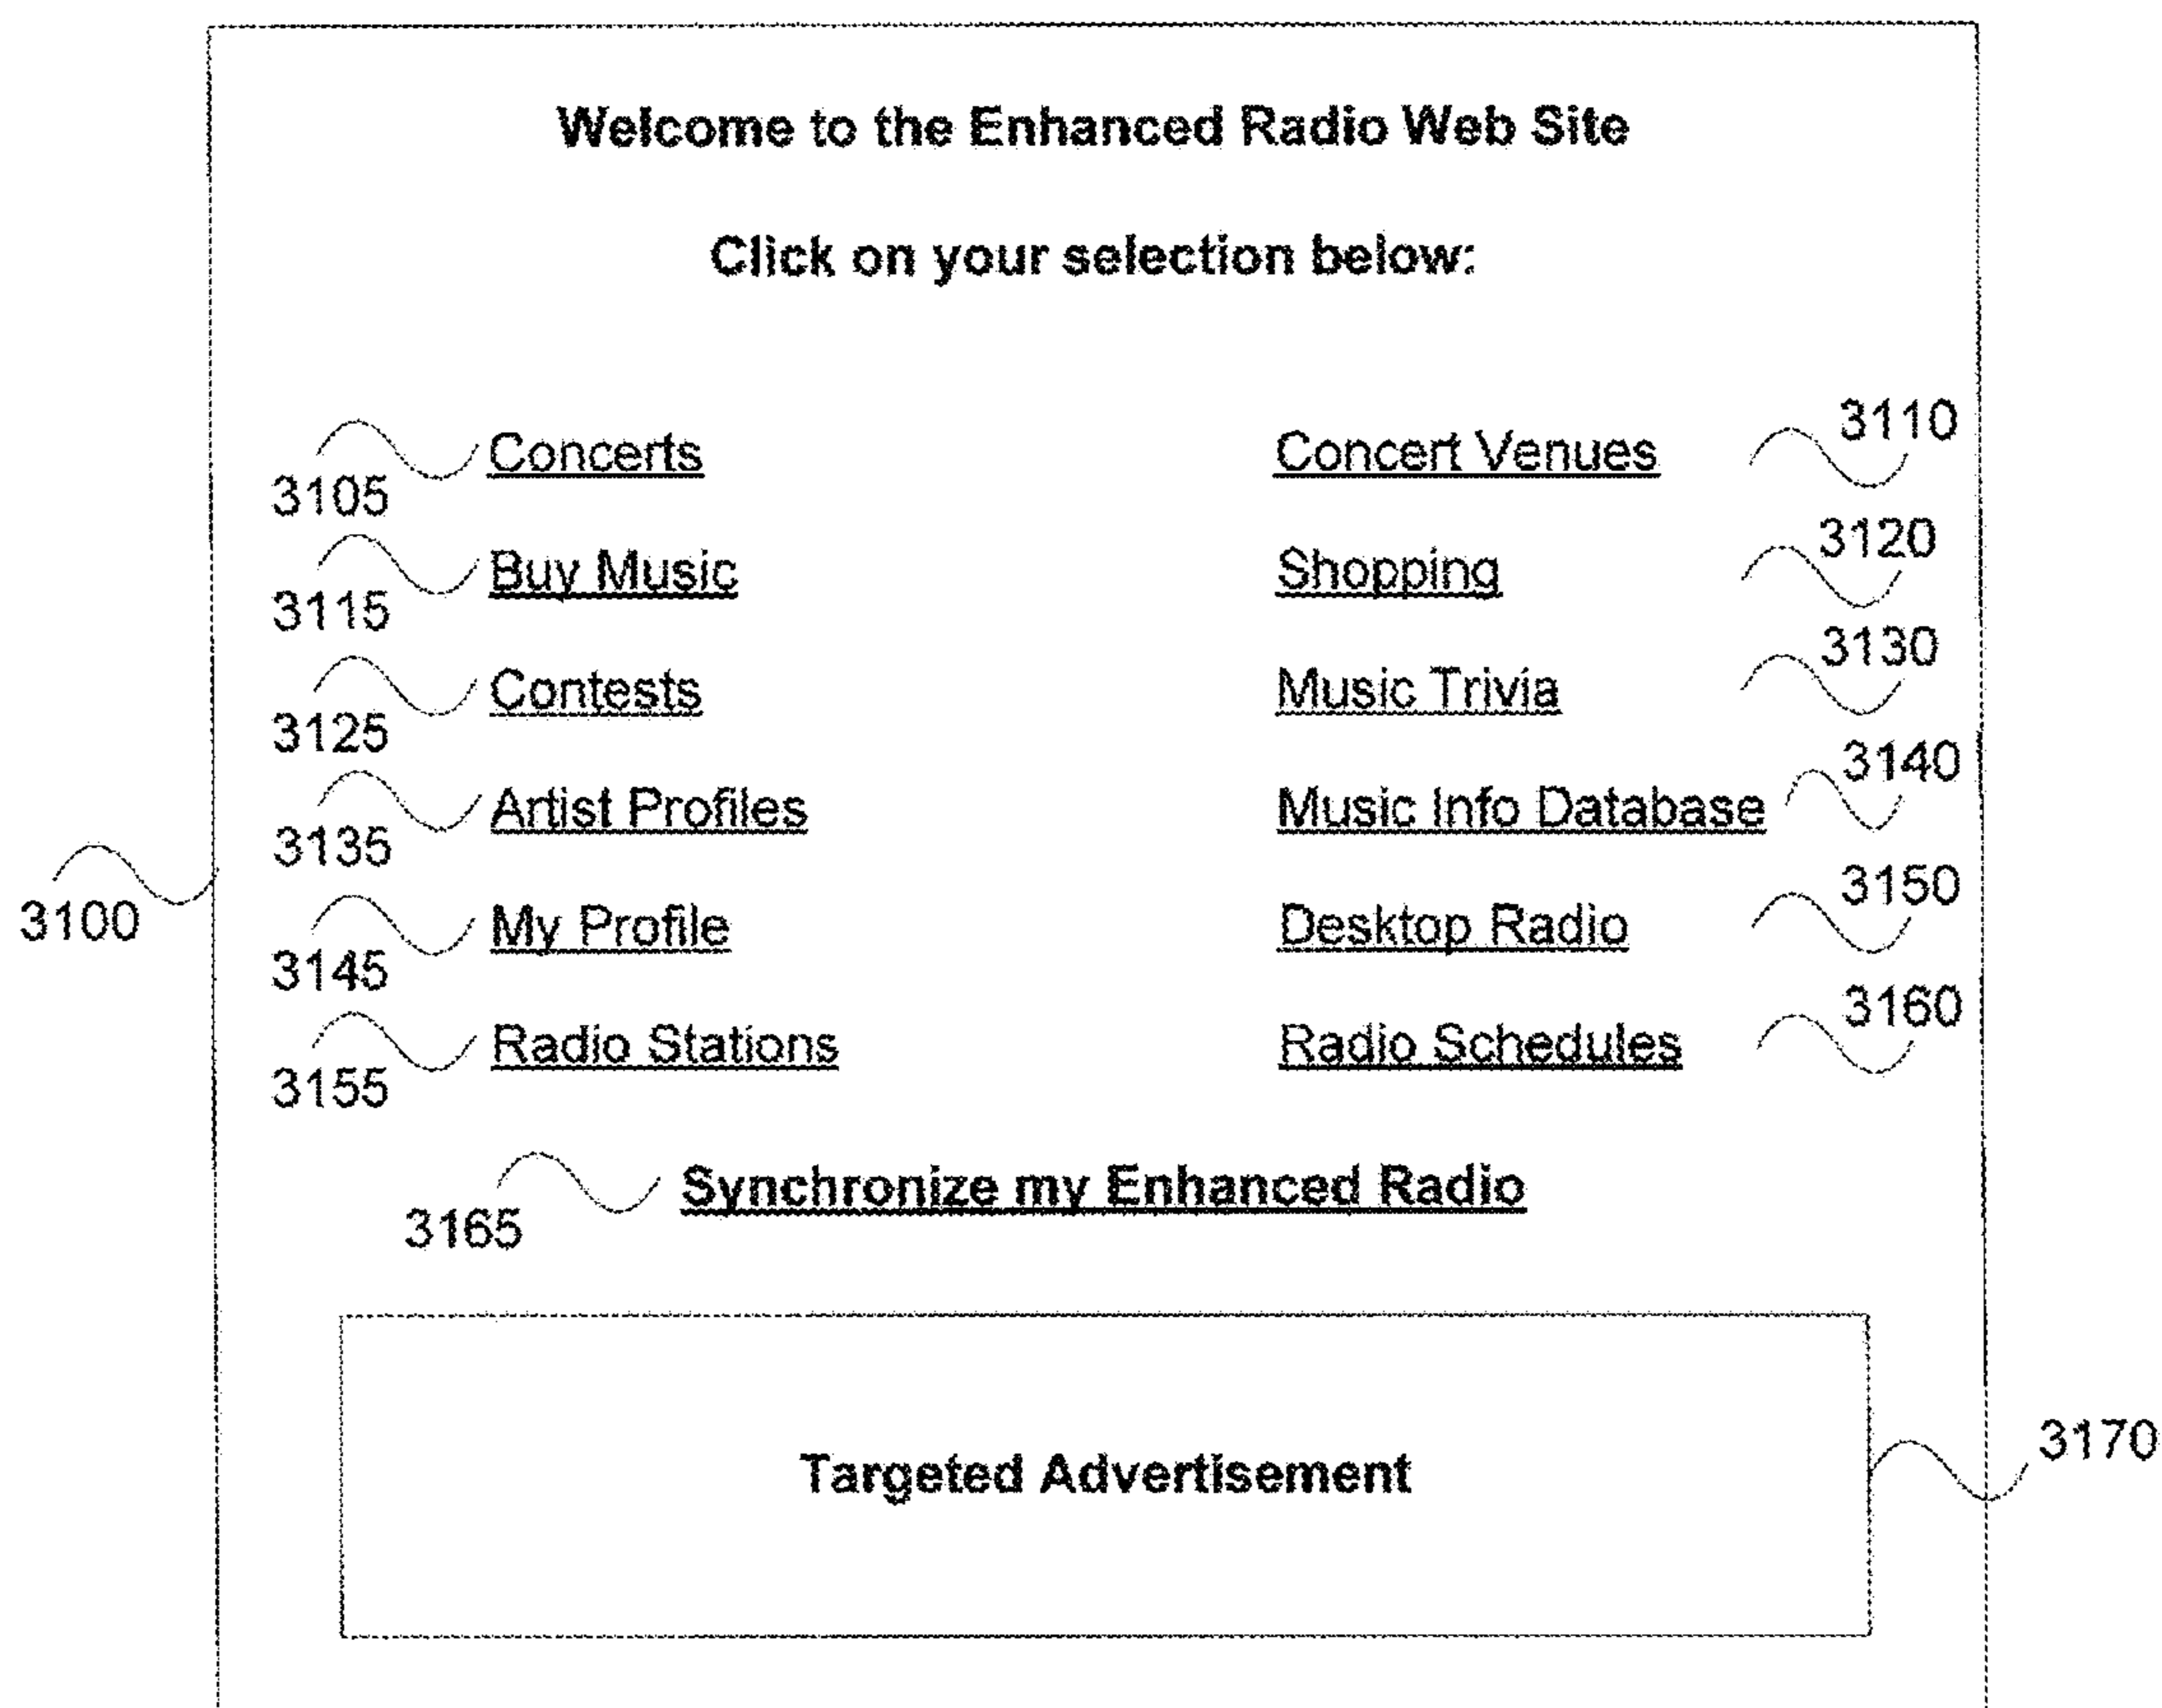 Welcome to the Enhanced Radio Web Site
Click on your selection below:
Concerts Concert Venues 3110
3105
Buy Music Shopping 3120
3115
Contests Music Trivia 3130
3125
Artist Profiles Music Info Database 3140
3135
3100
My Profile Desktop Radio 3150
3145
Radio Stations Radio Schedules 3160
3155
Synchronize my Enhanced Radio
3165
Targeted Advertisement 3170